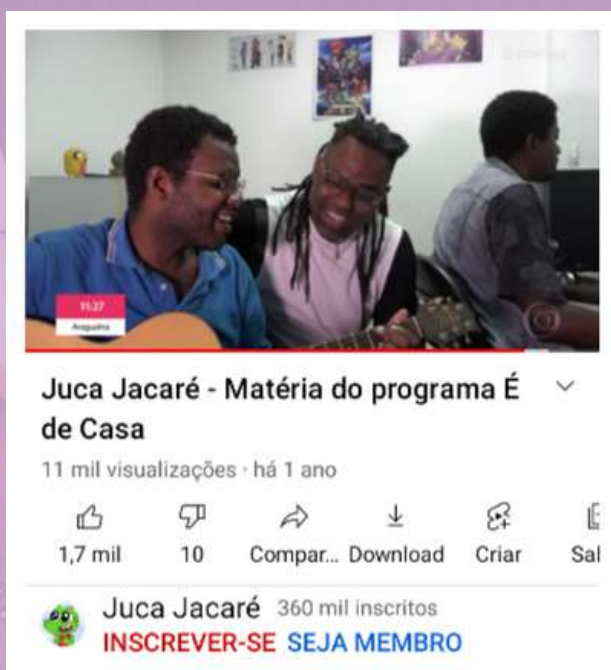 11:27
Araguaína
Juca Jacaré - Matéria do programa É
de Casa
11 mil visualizações · há 1 ano
1,7 mil
10
Compar...
Download
Criar
Sal
Juca Jacaré 360 mil inscritos
INSCREVER-SE SEJA MEMBRO